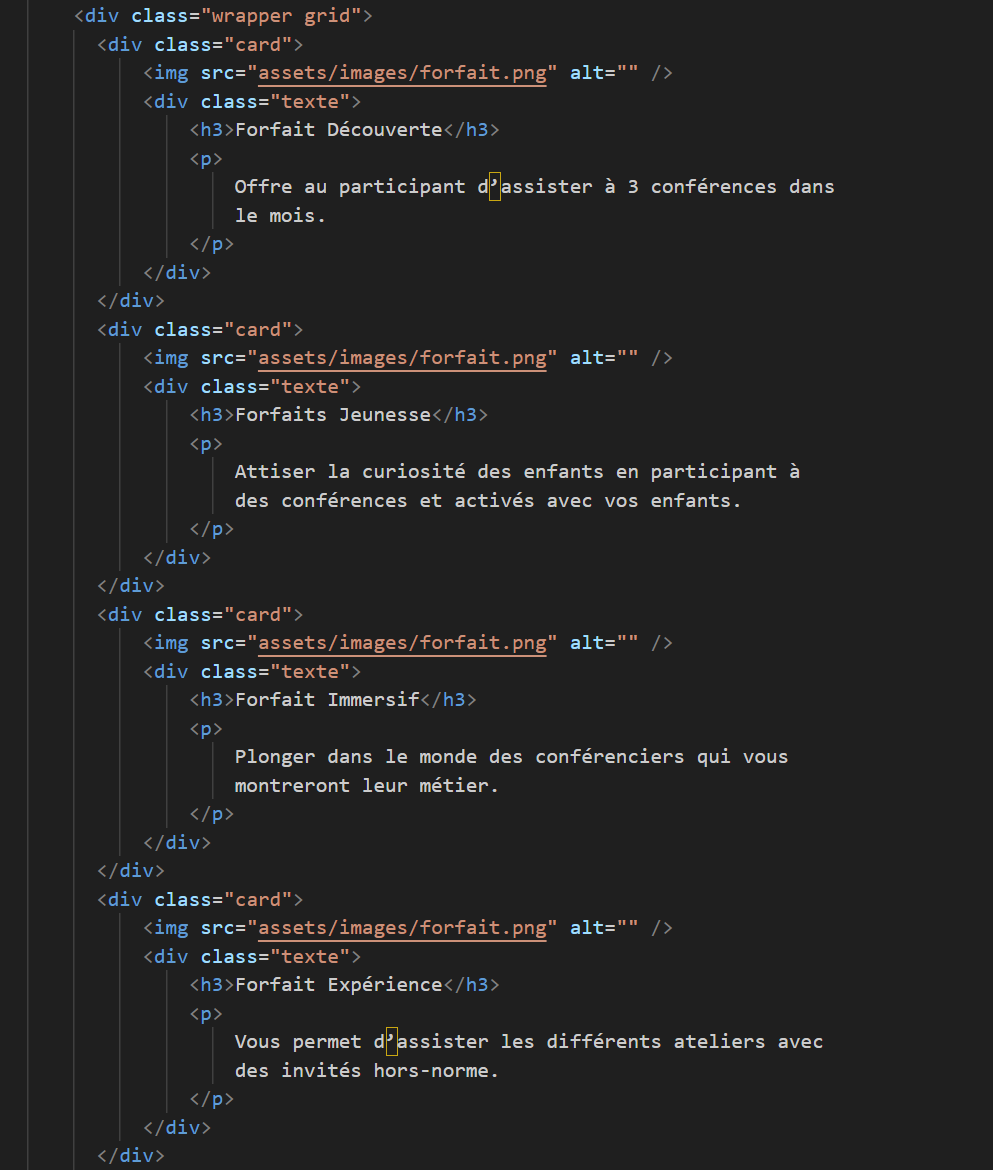 <div class="wrapper grid">
<div class="card">
<img src="assets/images/forfait.png" alt="" />
<div class="texte">
<h3>Forfait Découverte</h3>
<p>
Offre au participant d’assister à 3 conférences dans
le mois.
</p>
</div>
</div>
<div class="card">
<img src="assets/images/forfait.png" alt="" />
<div class="texte">
<h3>Forfaits Jeunesse</h3>
<p>
Attiser la curiosité des enfants en participant à
des conférences et activés avec vos enfants.
</p>
</div>
</div>
<div class="card">
<img src="assets/images/forfait.png" alt="" />
<div class="texte">
<h3>Forfait Immersif</h3>
<p>
Plonger dans le monde des conférenciers qui vous
montreront leur métier.
</p>
</div>
</div>
<div class="card">
<img src="assets/images/forfait.png" alt="" />
<div class="texte">
<h3>Forfait Expérience</h3>
<p>
Vous permet d’assister les différents ateliers avec
des invités hors-norme.
</p>
</div>
</div>